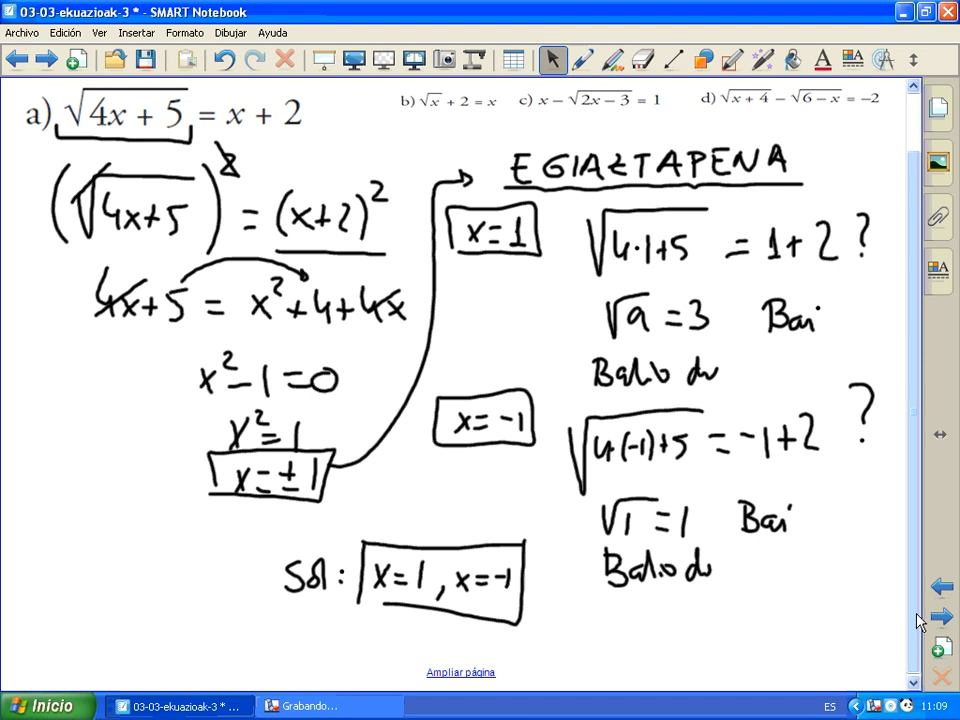 03-03-ekuazioak-3 * - SMART Notebook
Archivo Edición Ver Insertar Formato Dibujar Ayuda
a) √(4x + 5) = x + 2
b) √x + 2 = x c) x − √(2x − 3) = 1 d) √(x + 4) − √(6 − x) = −2
(√(4x+5))² = (x+2)²
4x+5 = x²+4+4x
x²−1=0
x²=1
x=±1
EGIAZTAPENA
x=1
√(4·1+5) = 1+2 ?
√9 = 3 Bai
Balio du
x=−1
√(4(−1)+5) = −1+2 ?
√1 = 1 Bai
Balio du
Sol: x=1, x=−1
Ampliar página
Inicio
03-03-ekuazioak-3 * ...
Grabando...
ES
11:09